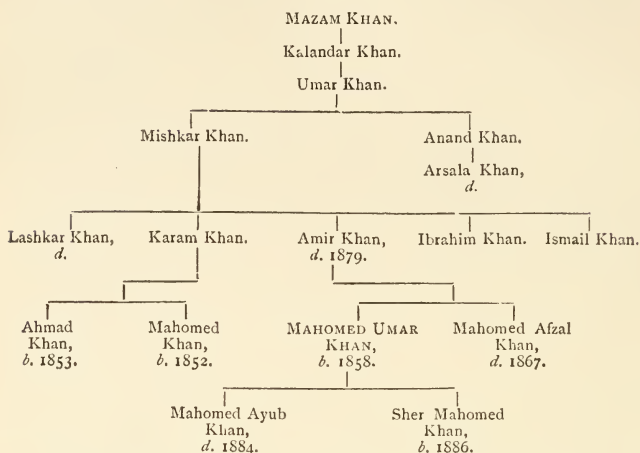 MAZAM KHAN.
Kalandar Khan.
Umar Khan.
Mishkar Khan.
Anand Khan.
Arsala Khan,
d.
Lashkar Khan,
d.
Karam Khan.
Amir Khan,
d. 1879.
Ibrahim Khan.
Ismail Khan.
Ahmad
Khan,
b. 1853.
Mahomed
Khan,
b. 1852.
MAHOMED UMAR
KHAN,
b. 1858.
Mahomed Afzal
Khan,
d. 1867.
Mahomed Ayub
Khan,
d. 1884.
Sher Mahomed
Khan,
b. 1886.